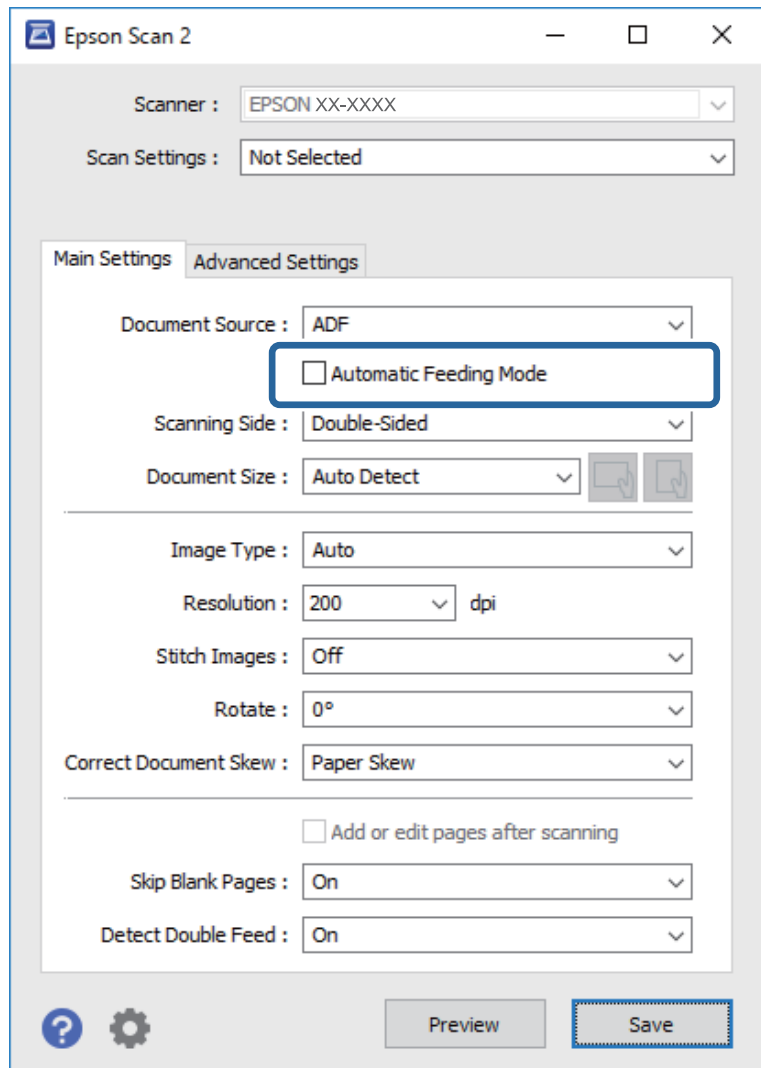 Epson Scan 2
Scanner : EPSON XX-XXXX
Scan Settings : Not Selected
Main Settings Advanced Settings
Document Source : ADF
Automatic Feeding Mode
Scanning Side : Double-Sided
Document Size : Auto Detect
Image Type : Auto
Resolution : 200 dpi
Stitch Images : Off
Rotate : 0°
Correct Document Skew : Paper Skew
Add or edit pages after scanning
Skip Blank Pages : On
Detect Double Feed : On
? Preview Save